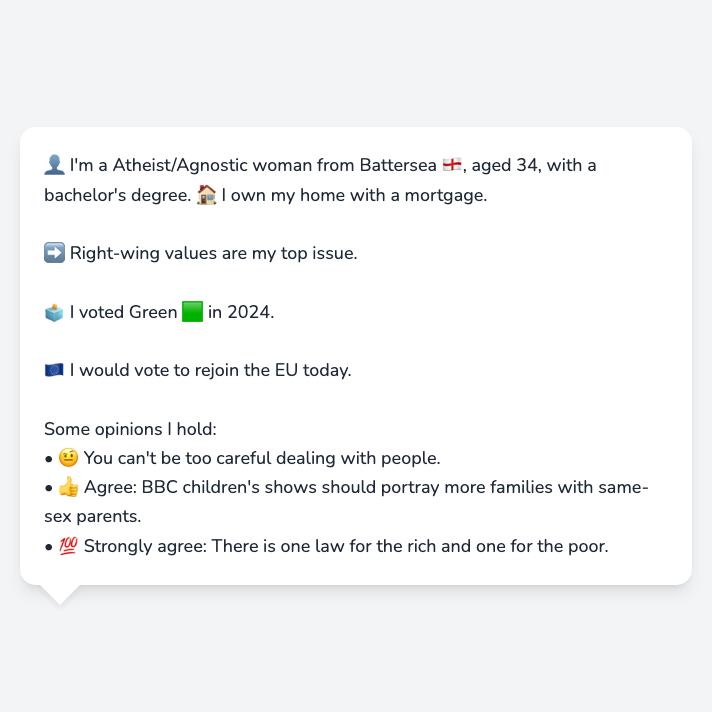 👤 I'm a Atheist/Agnostic woman from Battersea 🏴󠁧󠁢󠁥󠁮󠁧󠁿, aged 34, with a
bachelor's degree. 🏠 I own my home with a mortgage.
➡️ Right-wing values are my top issue.
🗳️ I voted Green 🟩 in 2024.
🇪🇺 I would vote to rejoin the EU today.
Some opinions I hold:
• 🤨 You can't be too careful dealing with people.
• 👍 Agree: BBC children's shows should portray more families with same-
sex parents.
• 💯 Strongly agree: There is one law for the rich and one for the poor.